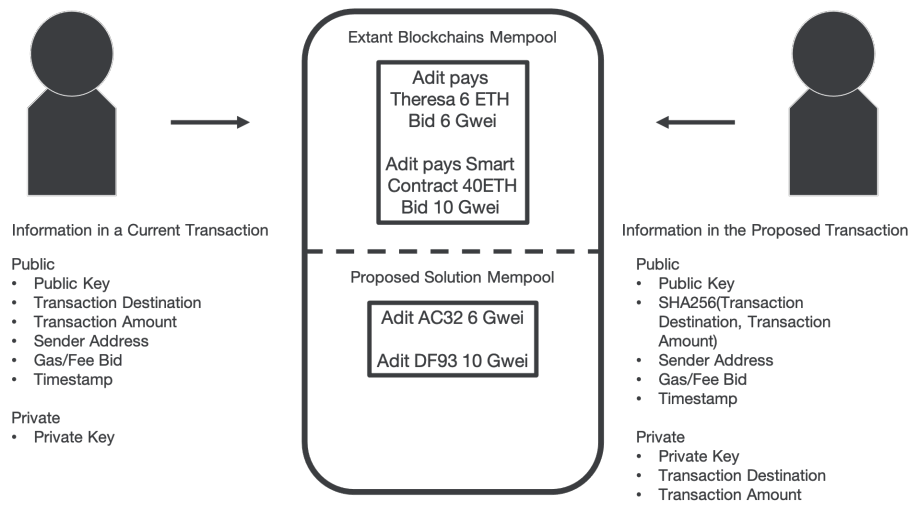 Extant Blockchains Mempool
Adit pays
Theresa 6 ETH
Bid 6 Gwei
Adit pays Smart
Contract 40ETH
Bid 10 Gwei
Proposed Solution Mempool
Adit AC32 6 Gwei
Adit DF93 10 Gwei
Information in a Current Transaction
Public
• Public Key
• Transaction Destination
• Transaction Amount
• Sender Address
• Gas/Fee Bid
• Timestamp
Private
• Private Key
Information in the Proposed Transaction
Public
• Public Key
• SHA256(Transaction
Destination, Transaction
Amount)
• Sender Address
• Gas/Fee Bid
• Timestamp
Private
• Private Key
• Transaction Destination
• Transaction Amount